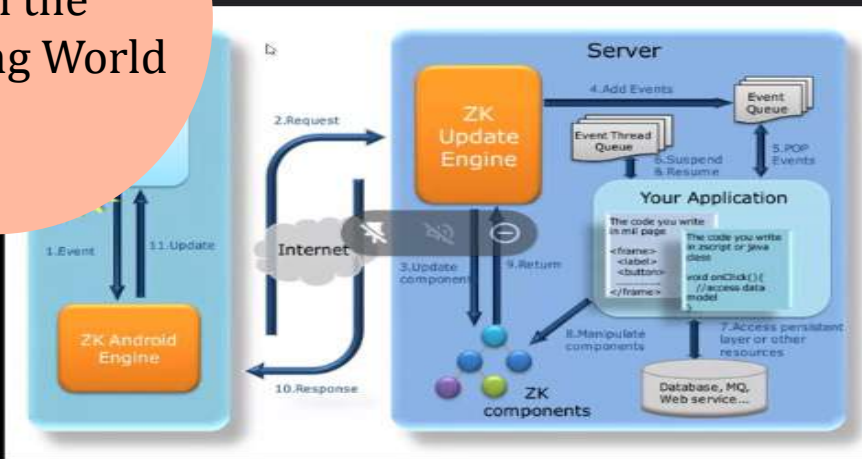 the
ng World
Server
ZK
Update
Engine
4.Add Events
Event
Queue
Event Thread
Queue
5.POP
Events
6.Suspend
& Resume
2.Request
Your Application
The code you write
in mil page
<frame>
<label>
<button>
</frame>
The code you write
in zscript or java
class
void onClick(){
//access data
model
}
1.Event
11.Update
Internet
3.Update
component
9.Return
ZK Android
Engine
8.Manipulate
components
7.Access persistent
layer or other
resources
10.Response
ZK
components
Database, MQ,
Web service...